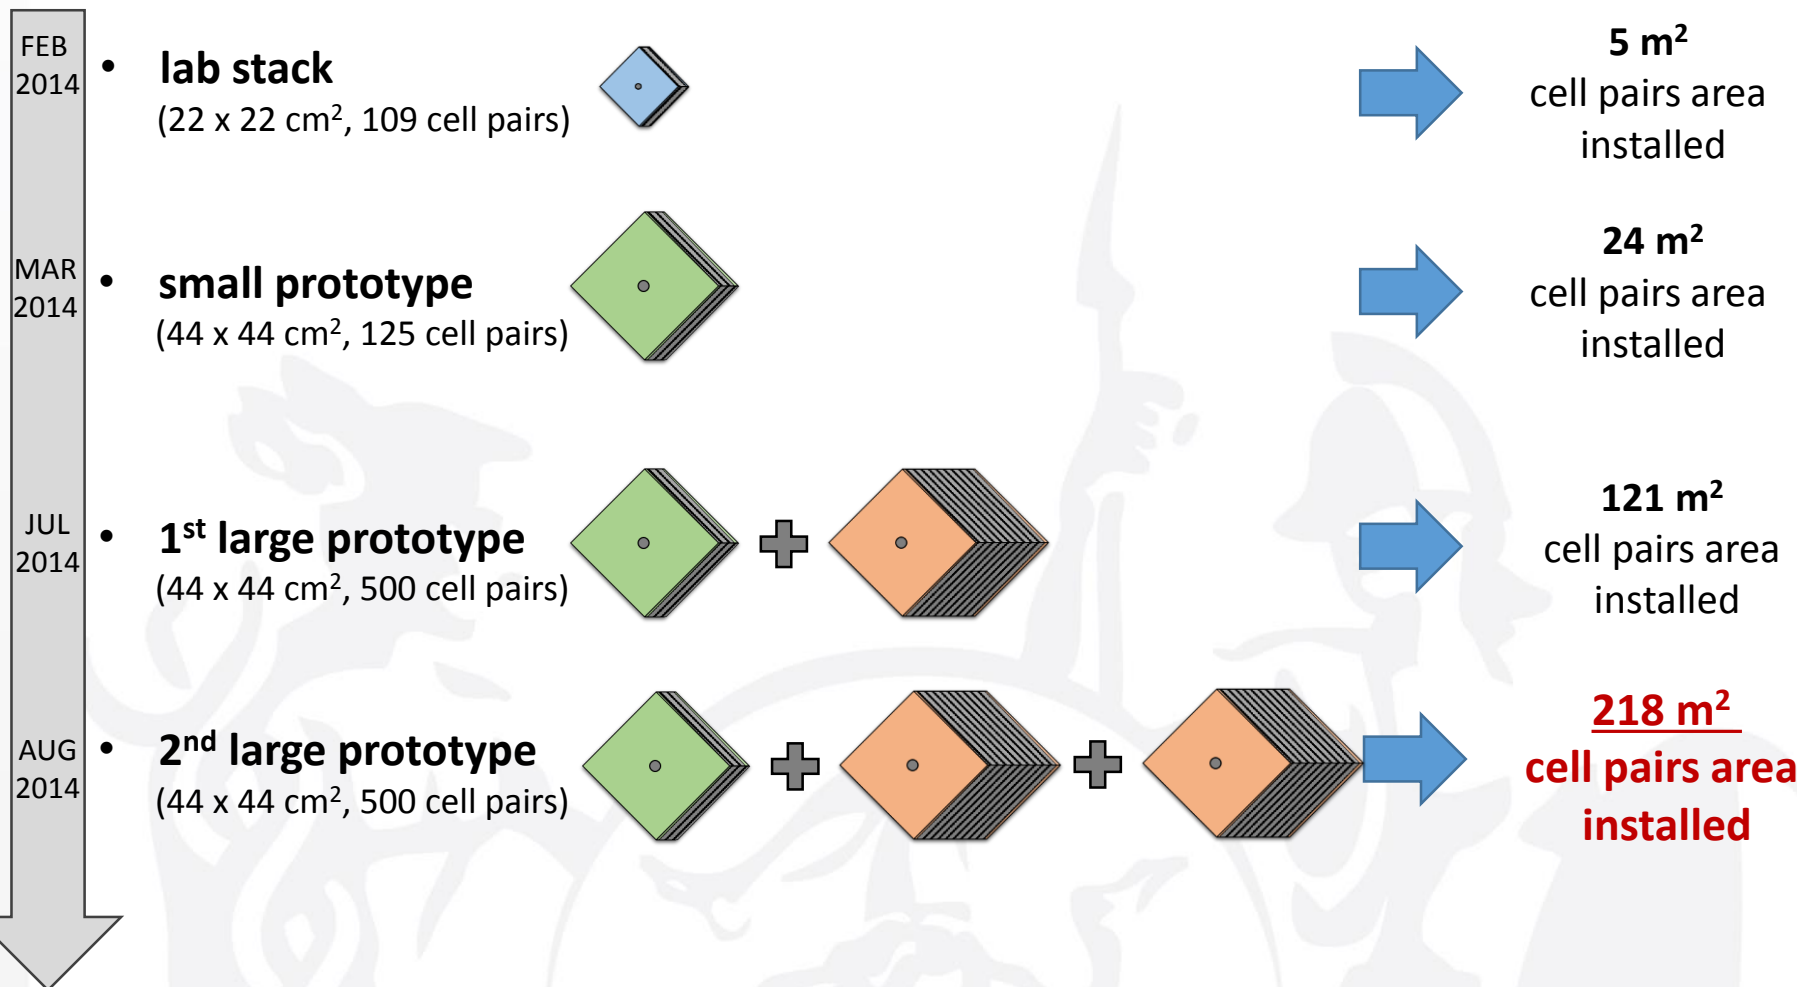 FEB
2014
• lab stack
(22 x 22 cm², 109 cell pairs)
5 m²
cell pairs area
installed
MAR
2014
• small prototype
(44 x 44 cm², 125 cell pairs)
24 m²
cell pairs area
installed
JUL
2014
• 1st large prototype
(44 x 44 cm², 500 cell pairs)
121 m²
cell pairs area
installed
AUG
2014
• 2nd large prototype
(44 x 44 cm², 500 cell pairs)
218 m²
cell pairs area
installed